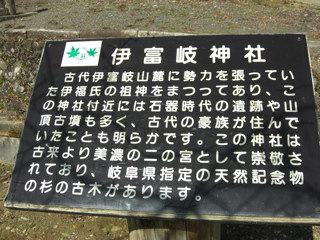 伊富岐神社
古代伊富岐山麓に勢力を張ってい
た伊福氏の祖神をまつってあり、こ
の神社付近には石器時代の遺跡や山
頂古墳も多く、古代の豪族が住んで
いたことも明らかです。この神社は
古来より美濃の二の宮として崇敬さ
れており、岐阜県指定の天然記念物
の杉の古木があります。